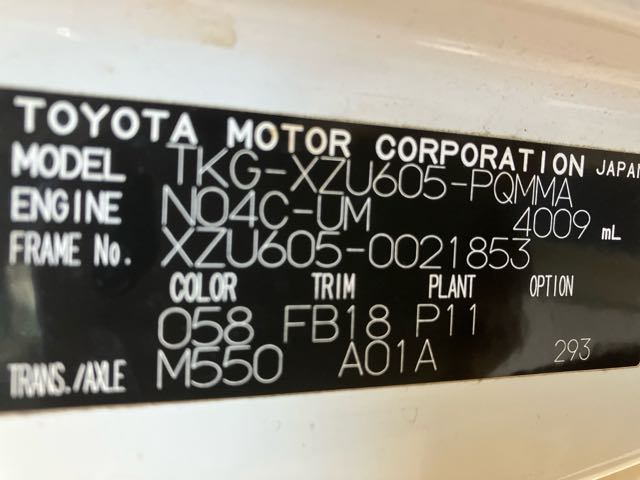 TOYOTA MOTOR CORPORATION JAPAN
MODEL TKG-XZU605-PQMMA
ENGINE N04C-UM 4009 mL
FRAME No. XZU605-0021853
COLOR TRIM PLANT OPTION
058 FB18 P11
TRANS./AXLE M550 A01A 293